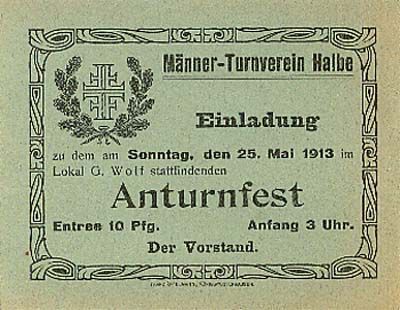 Männer-Turnverein Halbe
Einladung
zu dem am Sonntag, den 25. Mai 1913 im
Lokal G. Wolf stattfindenden
Anturnfest
Entree 10 Pfg. Anfang 3 Uhr.
Der Vorstand.